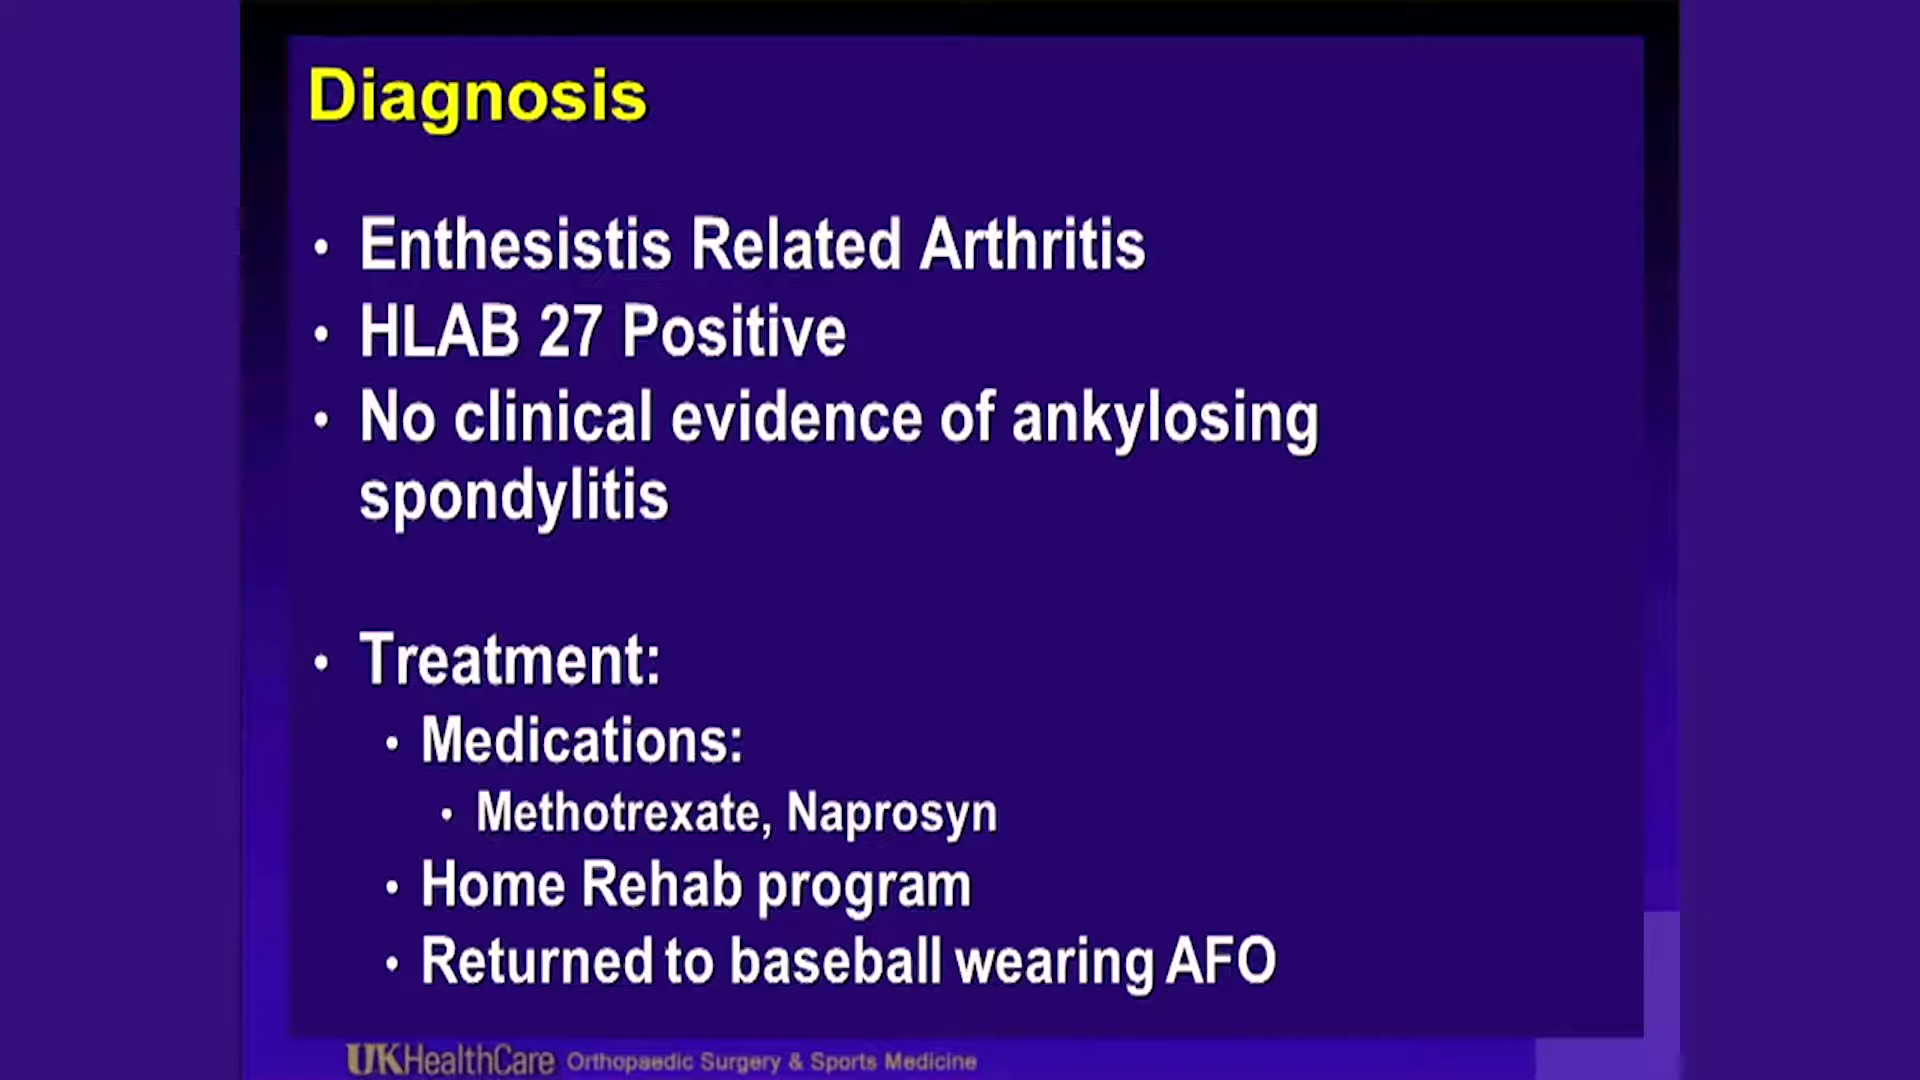 Diagnosis
• Enthesistis Related Arthritis
• HLAB 27 Positive
• No clinical evidence of ankylosing
spondylitis
• Treatment:
• Medications:
• Methotrexate, Naprosyn
• Home Rehab program
• Returned to baseball wearing AFO
UKHealthCare Orthopaedic Surgery & Sports Medicine